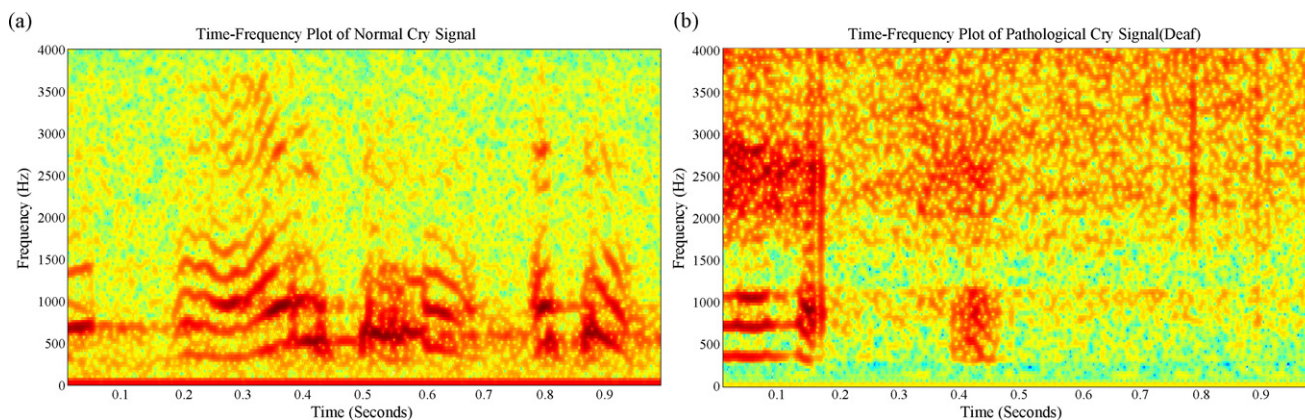 (a)
Time-Frequency Plot of Normal Cry Signal
4000
3500
3000
2500
2000
1500
1000
500
0
Frequency (Hz)
0.1 0.2 0.3 0.4 0.5 0.6 0.7 0.8 0.9
Time (Seconds)
(b)
Time-Frequency Plot of Pathological Cry Signal(Deaf)
4000
3500
3000
2500
2000
1500
1000
500
0
Frequency (Hz)
0.1 0.2 0.3 0.4 0.5 0.6 0.7 0.8 0.9
Time (Seconds)